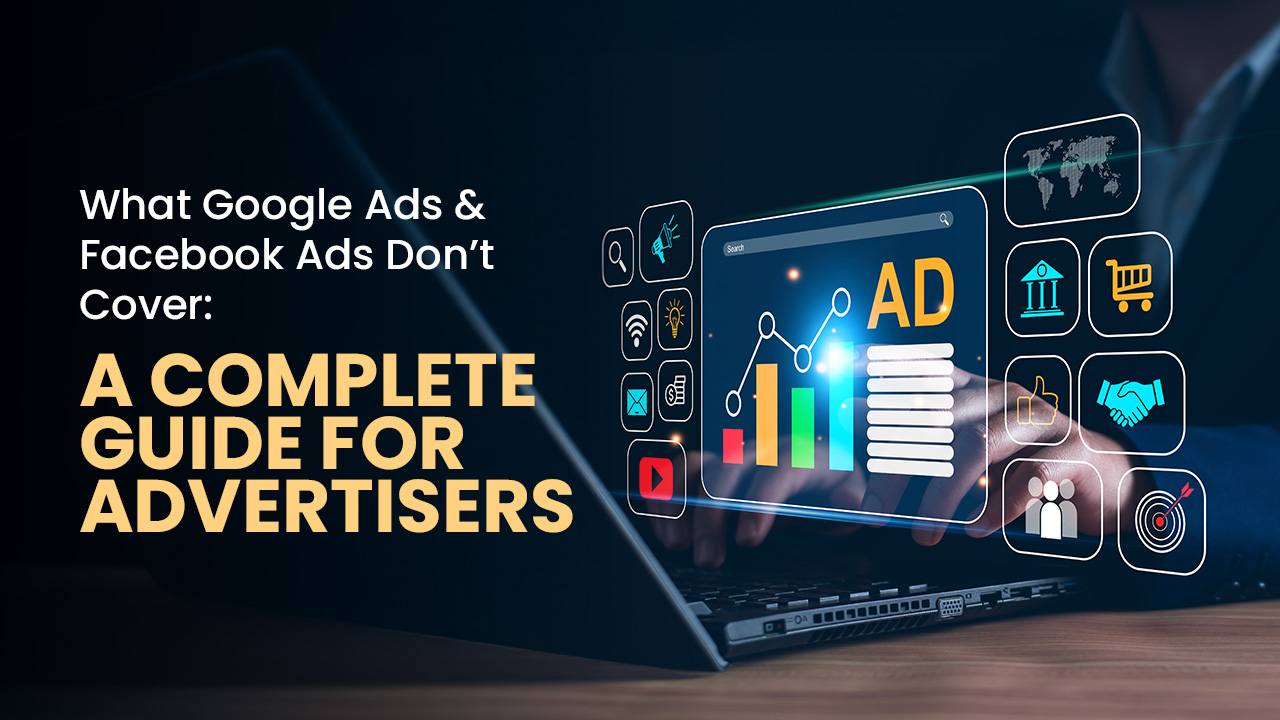 What Google Ads &
Facebook Ads Don’t
Cover:
A COMPLETE
GUIDE FOR
ADVERTISERS
Search
AD